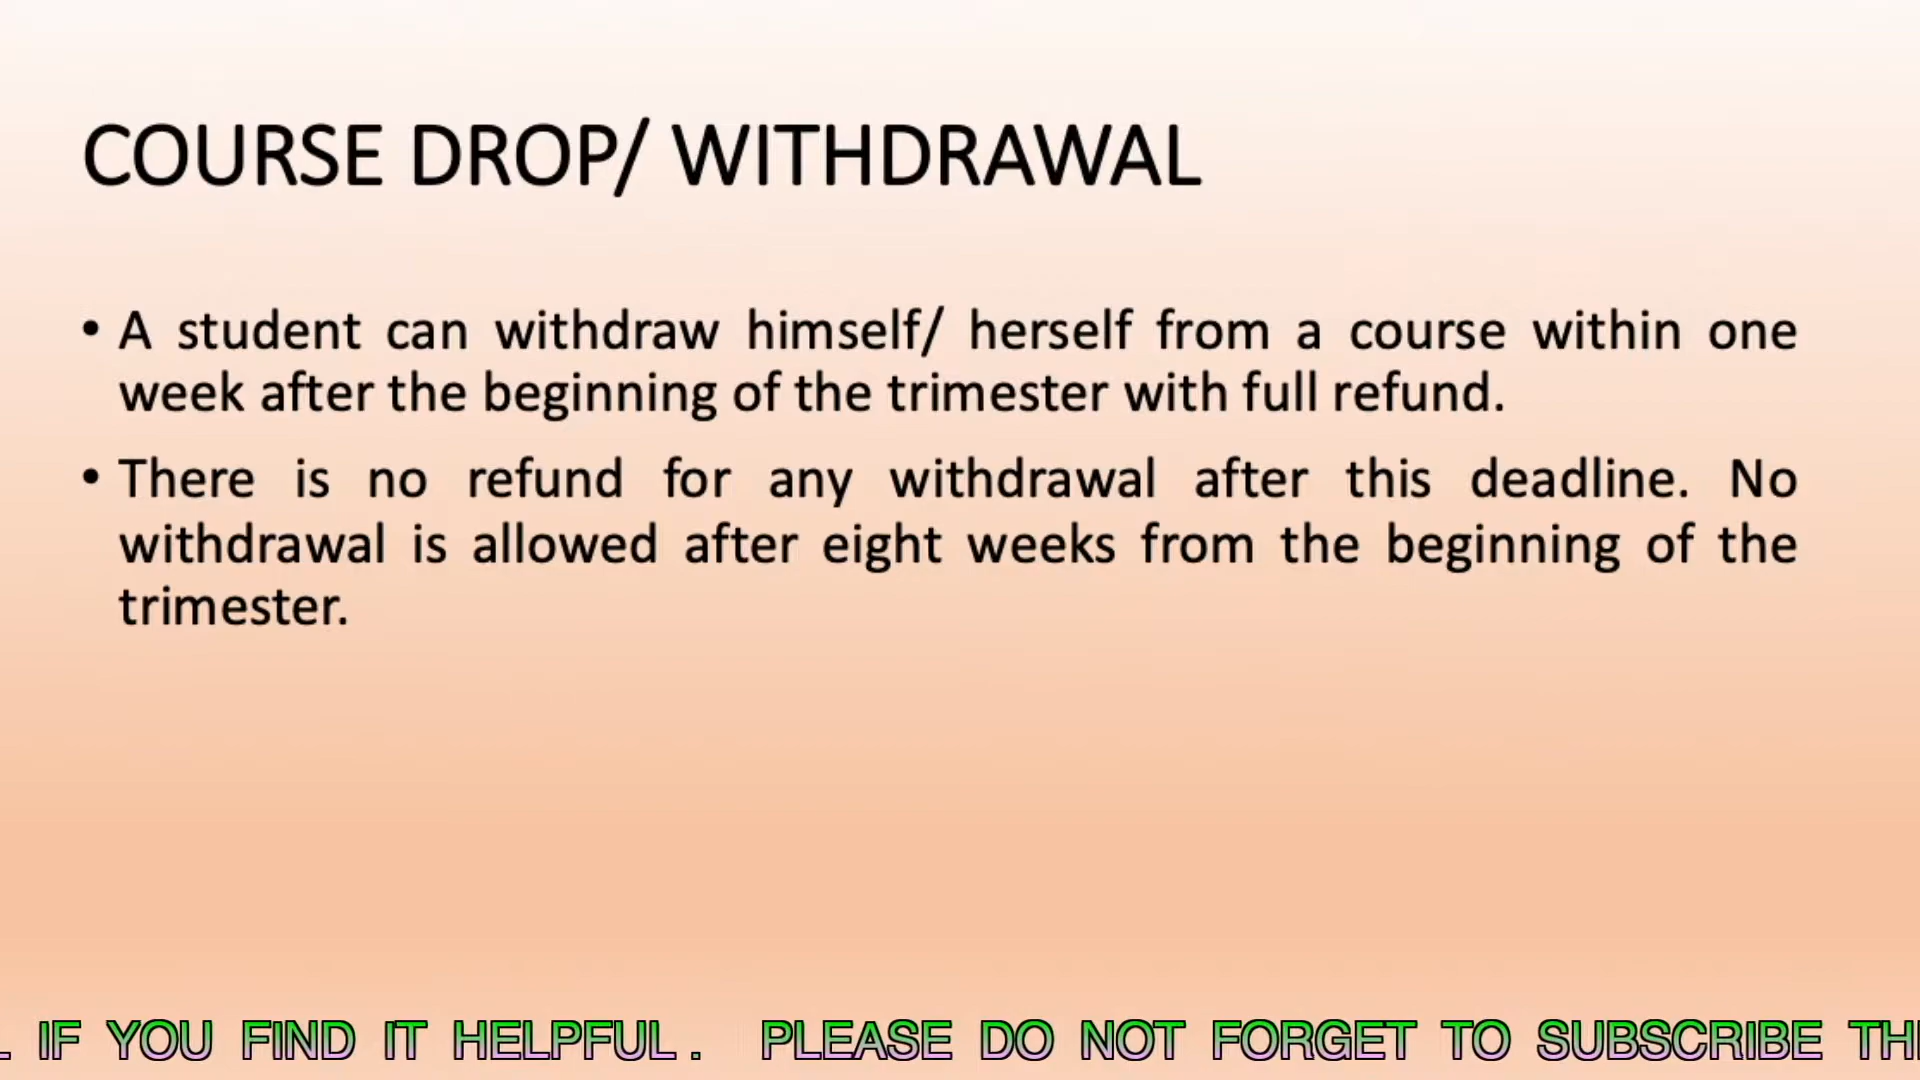 COURSE DROP/ WITHDRAWAL
• A student can withdraw himself/ herself from a course within one
week after the beginning of the trimester with full refund.
• There is no refund for any withdrawal after this deadline. No
withdrawal is allowed after eight weeks from the beginning of the
trimester.
IF YOU FIND IT HELPFUL. PLEASE DO NOT FORGET TO SUBSCRIBE